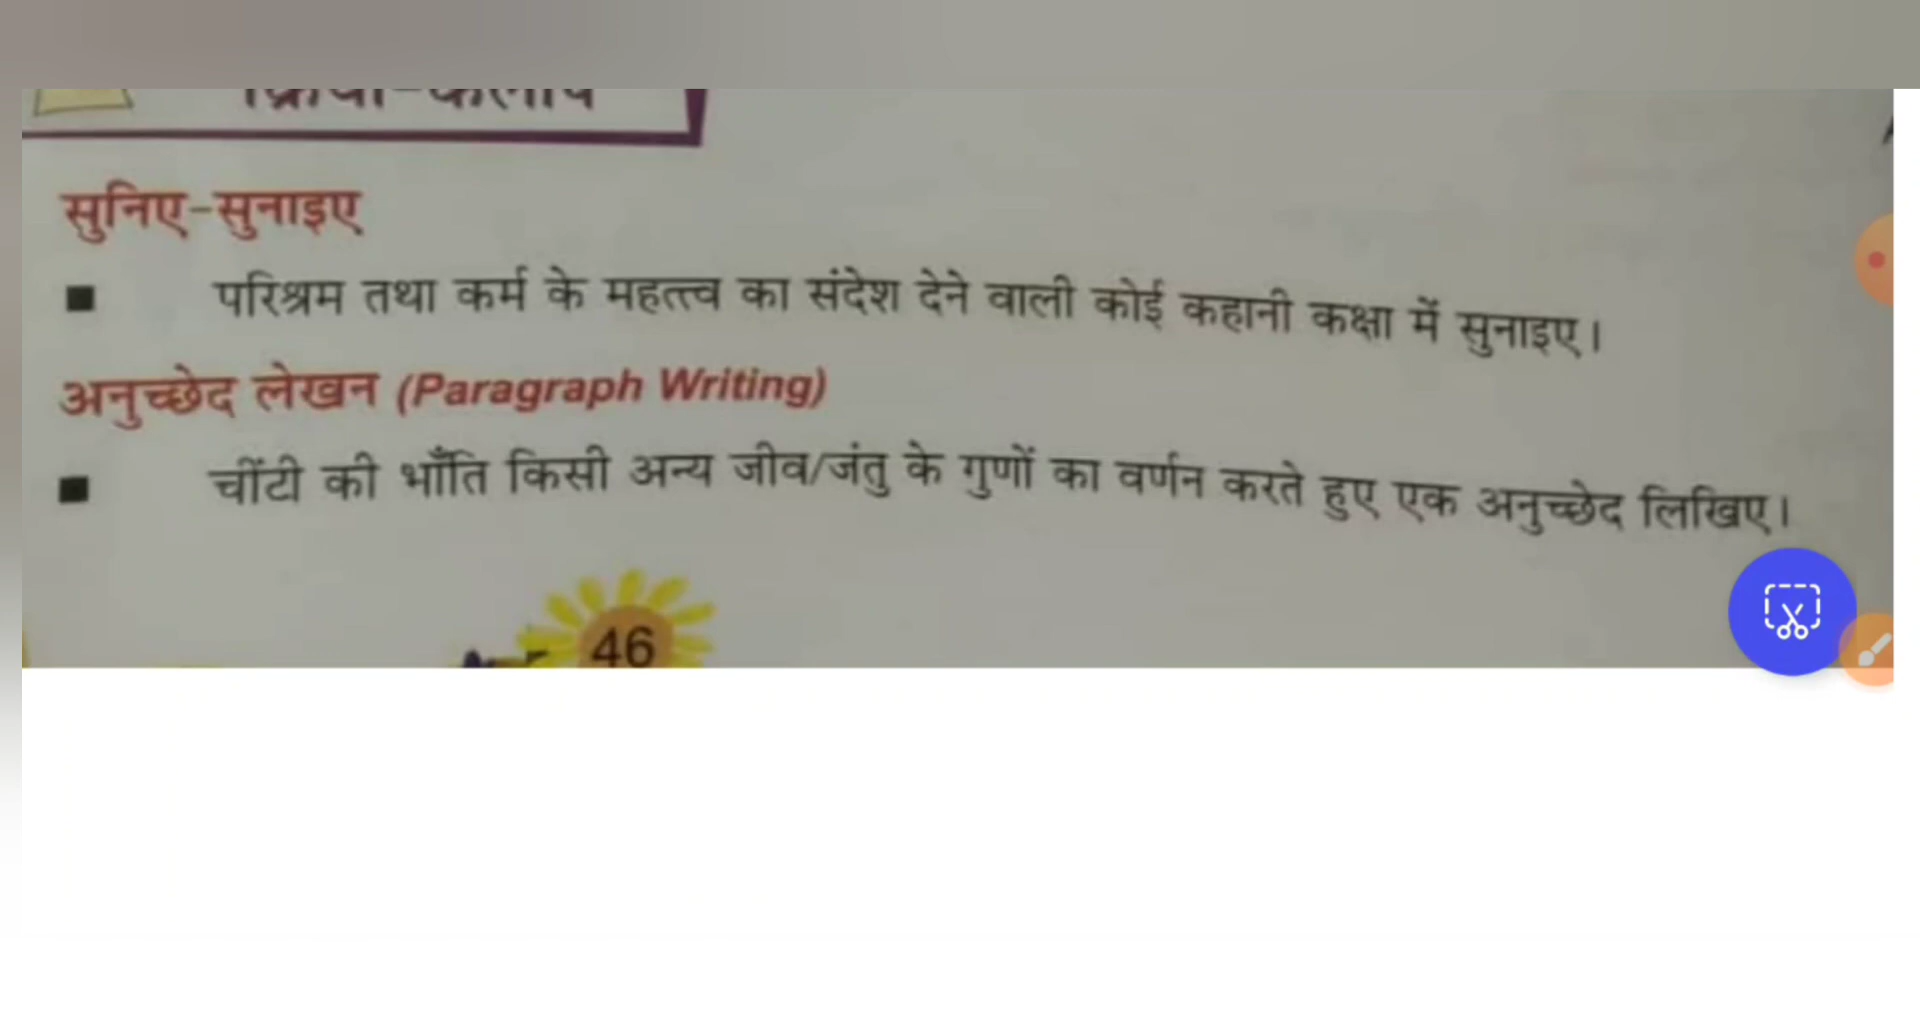 क्रिया-कलाप
सुनिए-सुनाइए
■ परिश्रम तथा कर्म के महत्त्व का संदेश देने वाली कोई कहानी कक्षा में सुनाइए।
अनुच्छेद लेखन (Paragraph Writing)
■ चींटी की भाँति किसी अन्य जीव/जंतु के गुणों का वर्णन करते हुए एक अनुच्छेद लिखिए।
46